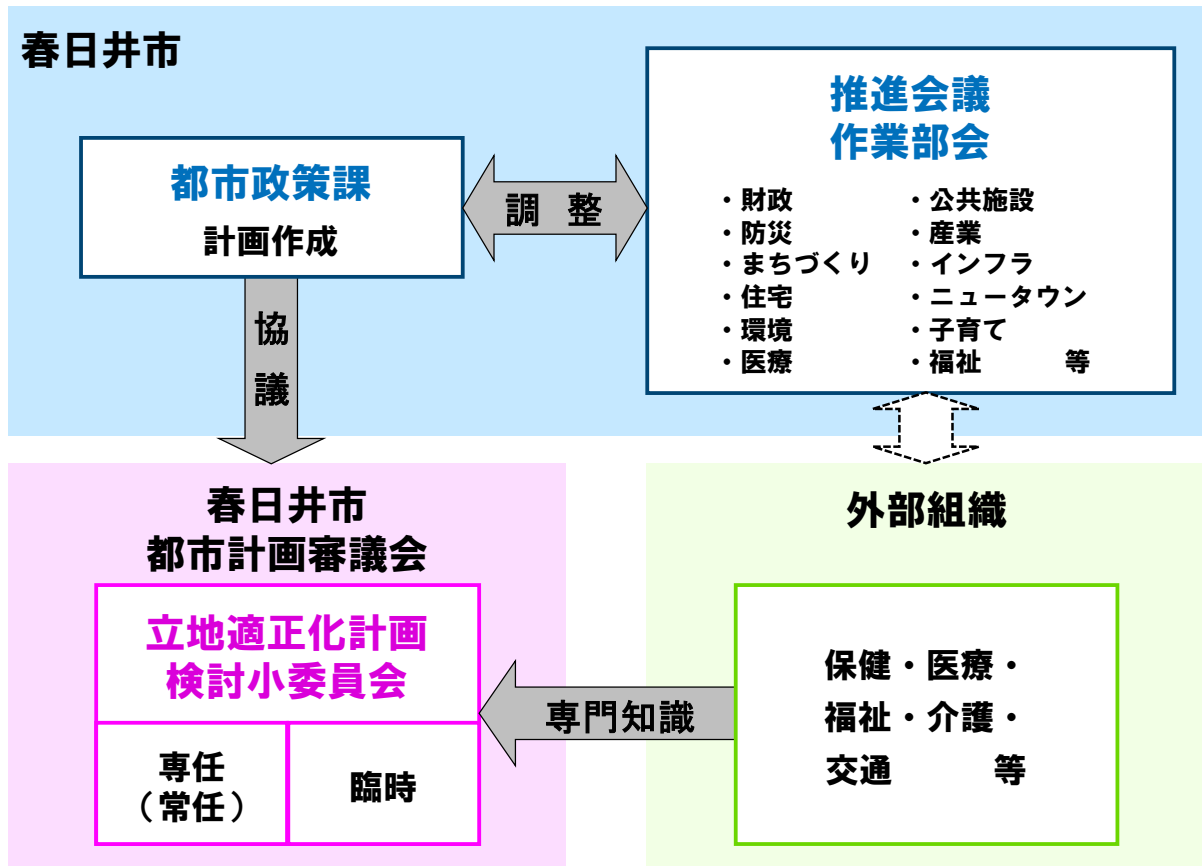 春日井市
都市政策課
計画作成
調 整
推進会議
作業部会
・財政
・防災
・まちづくり
・住宅
・環境
・医療
・公共施設
・産業
・インフラ
・ニュータウン
・子育て
・福祉 等
協
議
春日井市
都市計画審議会
立地適正化計画
検討小委員会
専任
（常任）
臨時
専門知識
外部組織
保健・医療・
福祉・介護・
交通 等